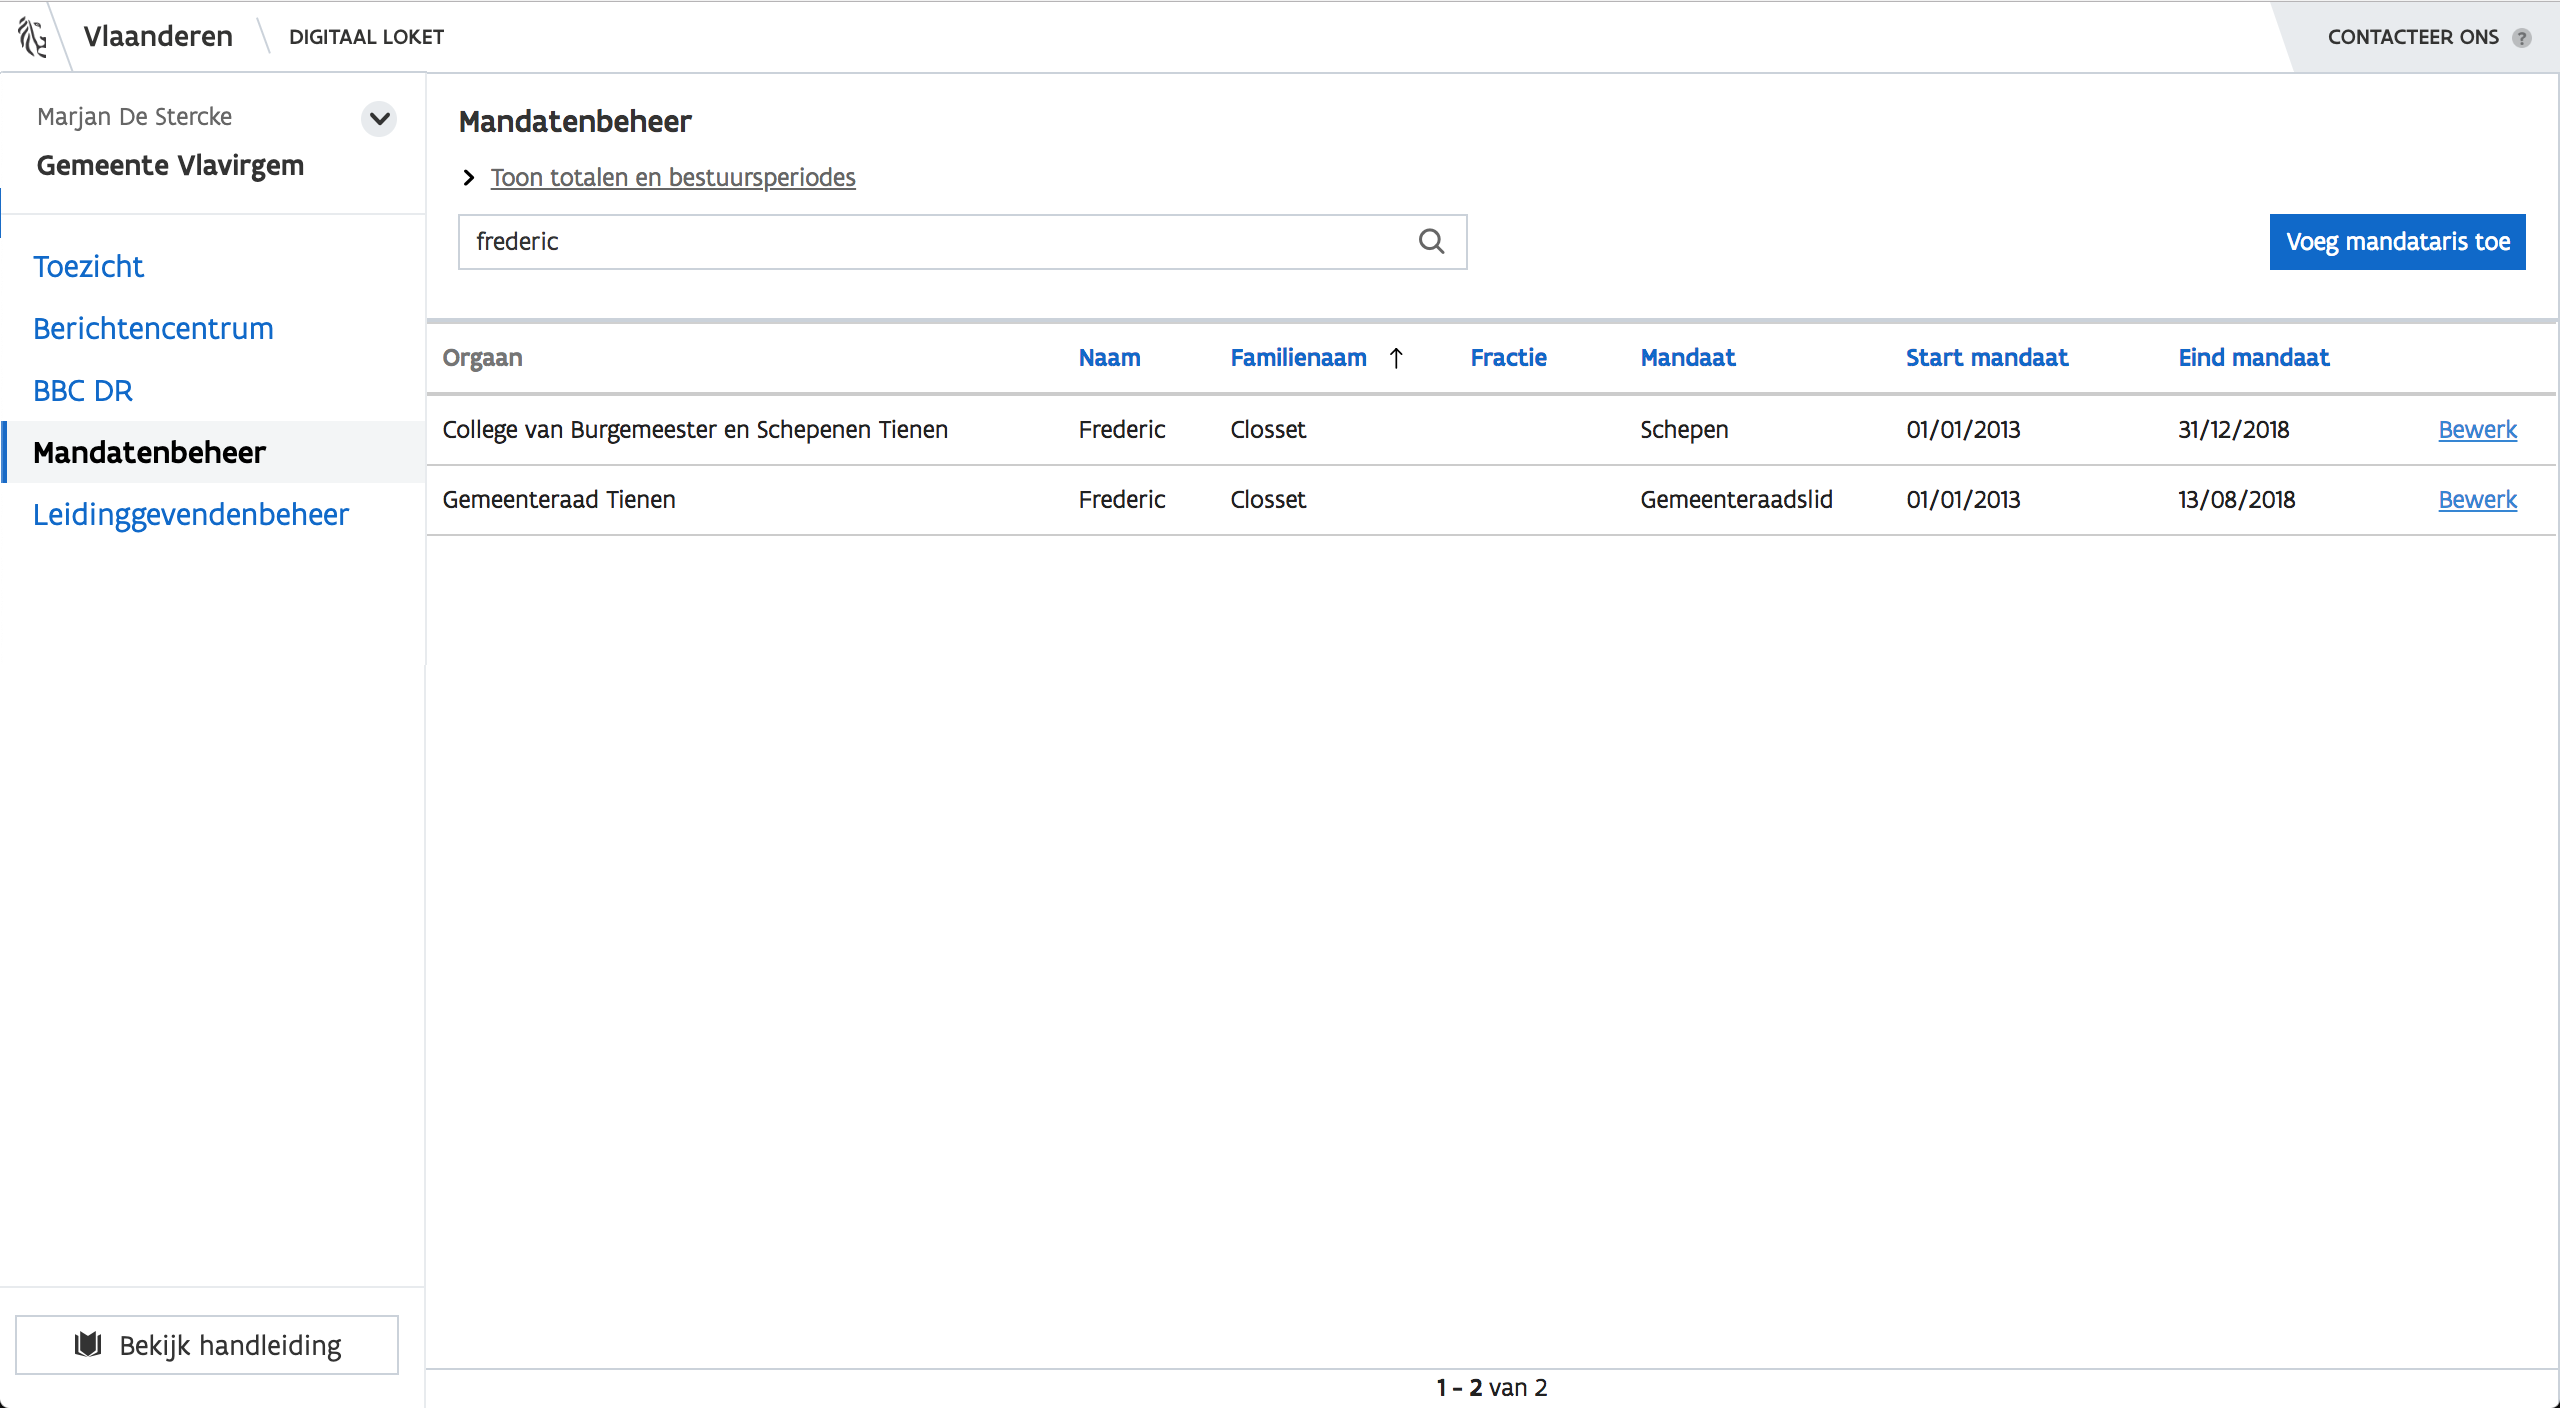 Vlaanderen
DIGITAAL LOKET
CONTACTEER ONS ?
Marjan De Stercke
Gemeente Vlavirgem
Toezicht
Berichtencentrum
BBC DR
Mandatenbeheer
Leidinggevendenbeheer
Bekijk handleiding
Mandatenbeheer
Toon totalen en bestuursperiodes
frederic
Voeg mandataris toe
Orgaan Naam Familienaam ↑ Fractie Mandaat Start mandaat Eind mandaat
College van Burgemeester en Schepenen Tienen Frederic Closset Schepen 01/01/2013 31/12/2018 Bewerk
Gemeenteraad Tienen Frederic Closset Gemeenteraadslid 01/01/2013 13/08/2018 Bewerk
1 - 2 van 2